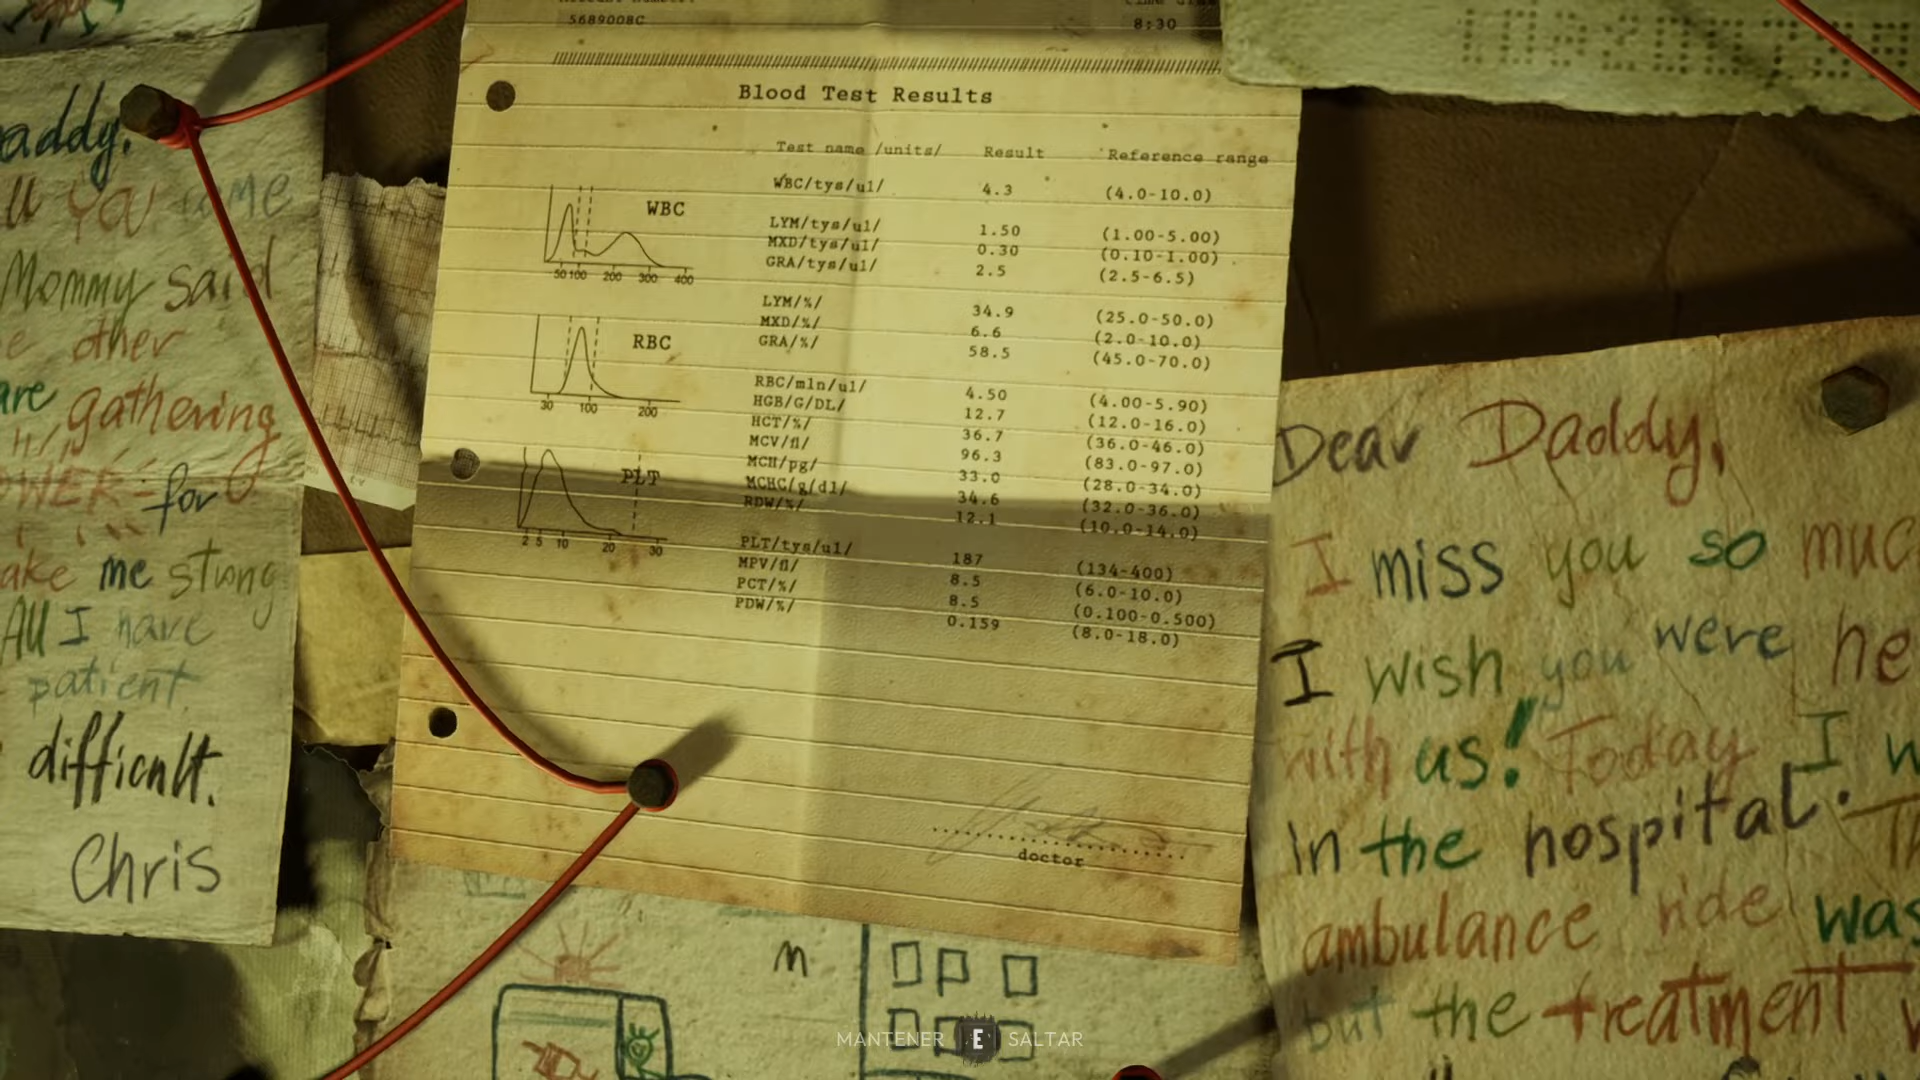 5689008C
8:30
Blood Test Results
Test name /units/ Result Reference range
WBC/tys/ul/ 4.3 (4.0-10.0)
LYM/tys/ul/ 1.50 (1.00-5.00)
MXD/tys/ul/ 0.30 (0.10-1.00)
GRA/tys/ul/ 2.5 (2.5-6.5)
LYM/%/ 34.9 (25.0-50.0)
MXD/%/ 6.6 (2.0-10.0)
GRA/%/ 58.5 (45.0-70.0)
RBC/mln/ul/ 4.50 (4.00-5.90)
HGB/G/DL/ 12.7 (12.0-16.0)
HCT/%/ 36.7 (36.0-46.0)
MCV/fl/ 96.3 (83.0-97.0)
MCH/pg/ 33.0 (28.0-34.0)
MCHC/g/dl/ 34.6 (32.0-36.0)
RDW/%/ 12.1 (10.0-14.0)
PLT/tys/ul/ 187 (134-400)
MPV/fl/ 8.5 (6.0-10.0)
PCT/%/ 8.5 (0.100-0.500)
PDW/%/ 0.159 (8.0-18.0)
WBC
50 100 200 300 400
RBC
30 100 200
PLT
2 5 10 20 30
doctor
addy,
ll you
Mommy said
e other
are gathering
for
ake me strong
All I have
patient
difficult.
Chris
Dear Daddy,
I miss you so muc
I wish you were he
with us! Today I w
in the hospital. Th
ambulance ride was
but the treatment w
MANTENER E SALTAR